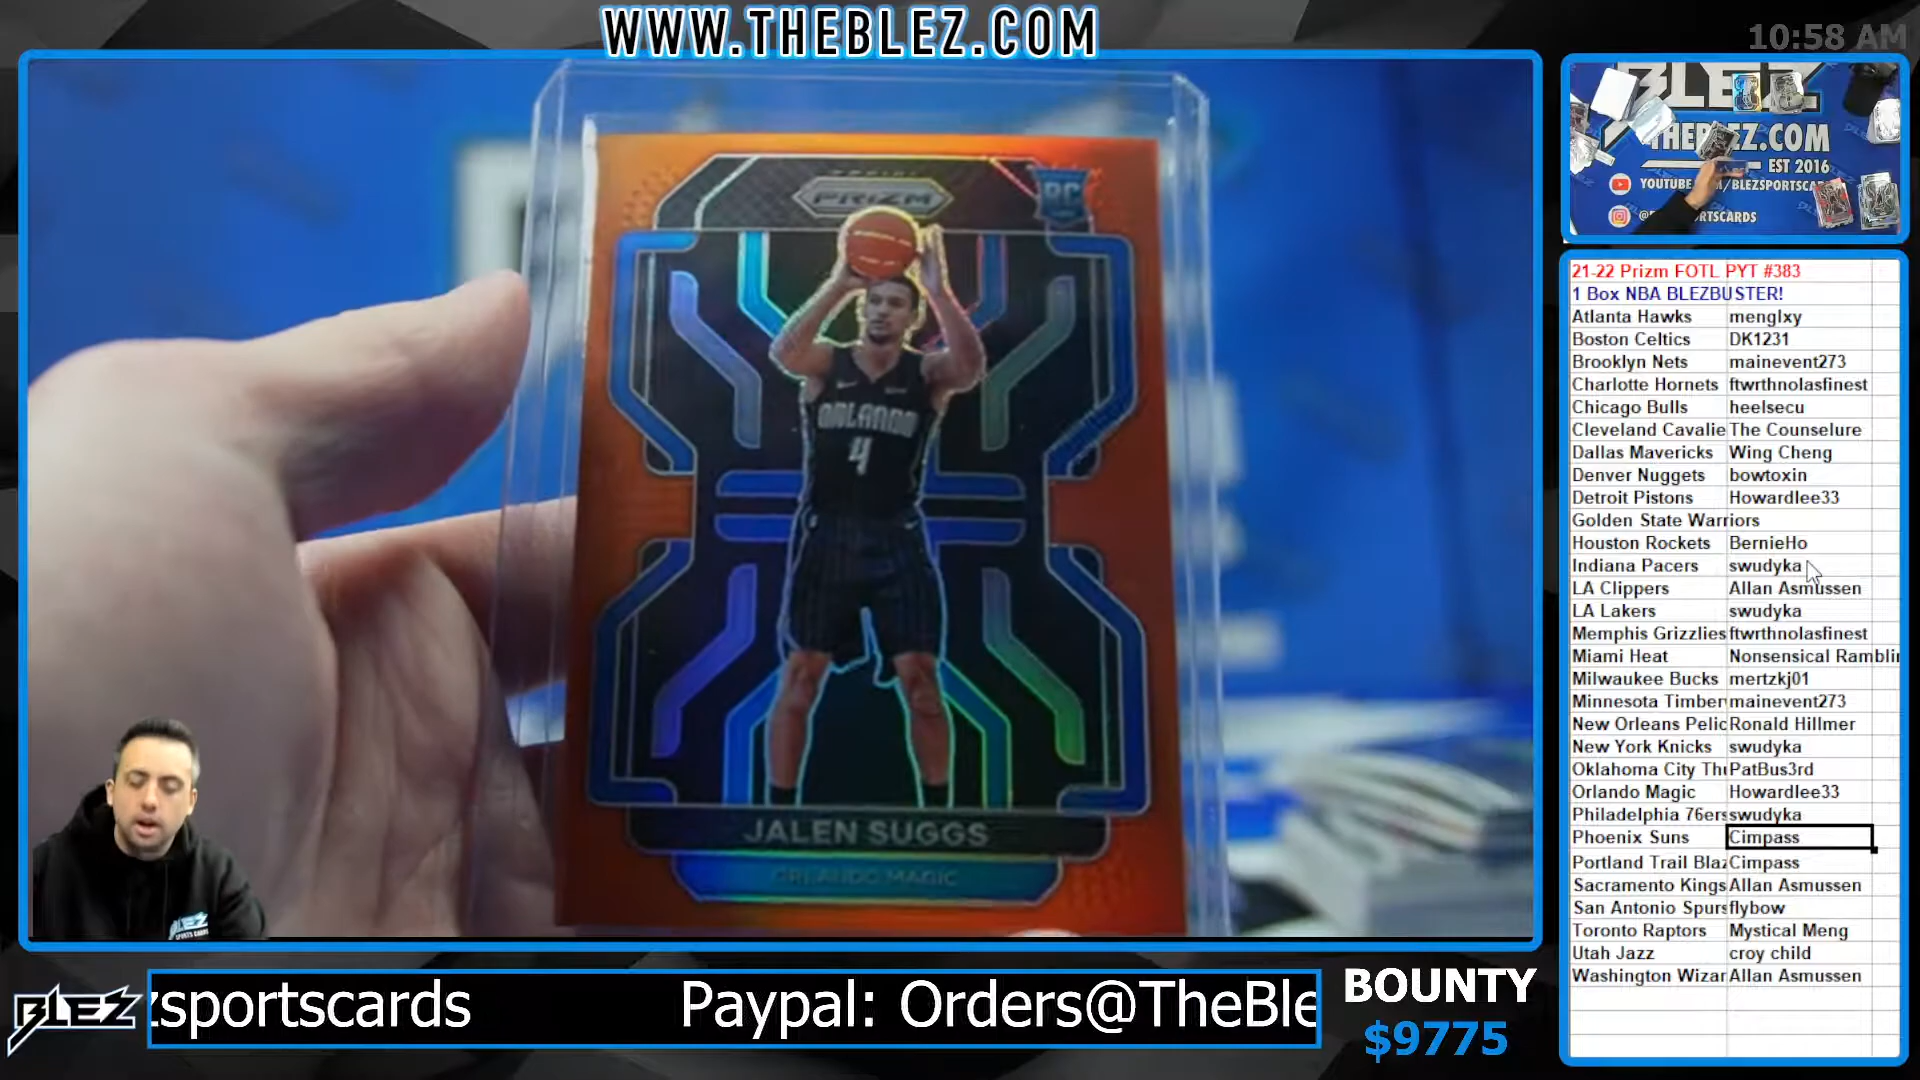 WWW.THEBLEZ.COM
10:58 AM
PRIZM
RC
ORLANDO
4
JALEN SUGGS
ORLANDO MAGIC
THEBLEZ.COM
EST 2016
21-22 Prizm FOTL PYT #383
1 Box NBA BLEZBUSTER!
Atlanta Hawks menglxy
Boston Celtics DK1231
Brooklyn Nets mainevent273
Charlotte Hornets ftwrthnolasfinest
Chicago Bulls heelsecu
Cleveland Cavalie The Counselure
Dallas Mavericks Wing Cheng
Denver Nuggets bowtoxin
Detroit Pistons Howardlee33
Golden State Warriors
Houston Rockets BernieHo
Indiana Pacers swudyka
LA Clippers Allan Asmussen
LA Lakers swudyka
Memphis Grizzlies ftwrthnolasfinest
Miami Heat Nonsensical Ramblin
Milwaukee Bucks mertzkj01
Minnesota Timber mainevent273
New Orleans Pelic Ronald Hillmer
New York Knicks swudyka
Oklahoma City Thu PatBus3rd
Orlando Magic Howardlee33
Philadelphia 76ers swudyka
Phoenix Suns Cimpass
Portland Trail Blaz Cimpass
Sacramento Kings Allan Asmussen
San Antonio Spurs flybow
Toronto Raptors Mystical Meng
Utah Jazz croy child
Washington Wizar Allan Asmussen
BLEZ
zsportscards Paypal: Orders@TheBle
BOUNTY
$9775